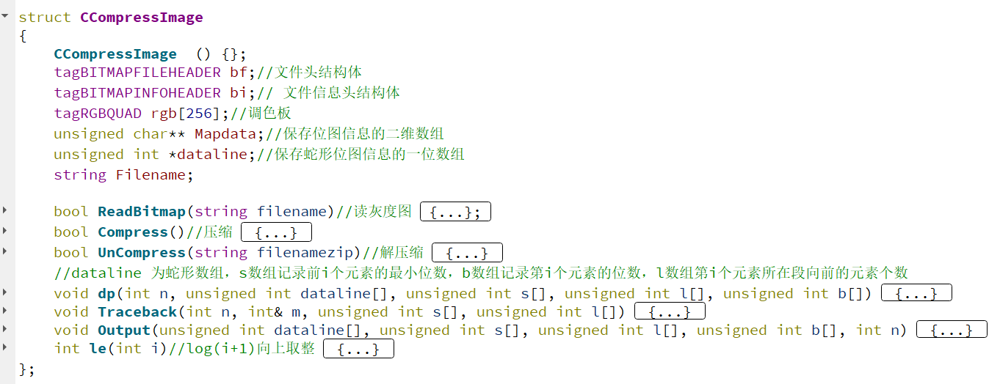 struct CCompressImage
{
CCompressImage () {};
tagBITMAPFILEHEADER bf;//文件头结构体
tagBITMAPINFOHEADER bi;// 文件信息头结构体
tagRGBQUAD rgb[256];//调色板
unsigned char** Mapdata;//保存位图信息的二维数组
unsigned int *dataline;//保存蛇形位图信息的一位数组
string Filename;
bool ReadBitmap(string filename)//读灰度图 {...};
bool Compress()//压缩 {...}
bool UnCompress(string filenamezip)//解压缩 {...}
//dataline 为蛇形数组，s数组记录前i个元素的最小位数，b数组记录第i个元素的位数，l数组第i个元素所在段向前的元素个数
void dp(int n, unsigned int dataline[], unsigned int s[], unsigned int l[], unsigned int b[]) {...}
void Traceback(int n, int& m, unsigned int s[], unsigned int l[]) {...}
void Output(unsigned int dataline[], unsigned int s[], unsigned int l[], unsigned int b[], int n) {...}
int le(int i)//log(i+1)向上取整 {...}
};